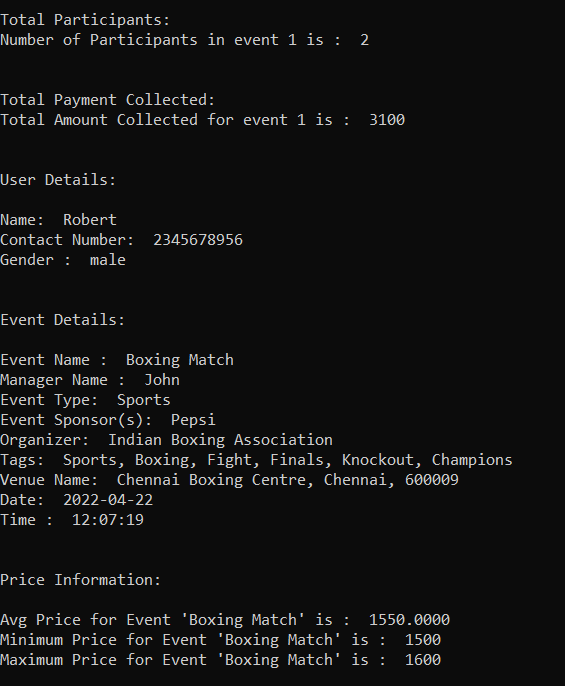 Total Participants:
Number of Participants in event 1 is :  2
Total Payment Collected:
Total Amount Collected for event 1 is :  3100
User Details:
Name:  Robert
Contact Number:  2345678956
Gender :  male
Event Details:
Event Name :  Boxing Match
Manager Name :  John
Event Type:  Sports
Event Sponsor(s):  Pepsi
Organizer:  Indian Boxing Association
Tags:  Sports, Boxing, Fight, Finals, Knockout, Champions
Venue Name:  Chennai Boxing Centre, Chennai, 600009
Date:  2022-04-22
Time :  12:07:19
Price Information:
Avg Price for Event 'Boxing Match' is :  1550.0000
Minimum Price for Event 'Boxing Match' is :  1500
Maximum Price for Event 'Boxing Match' is :  1600